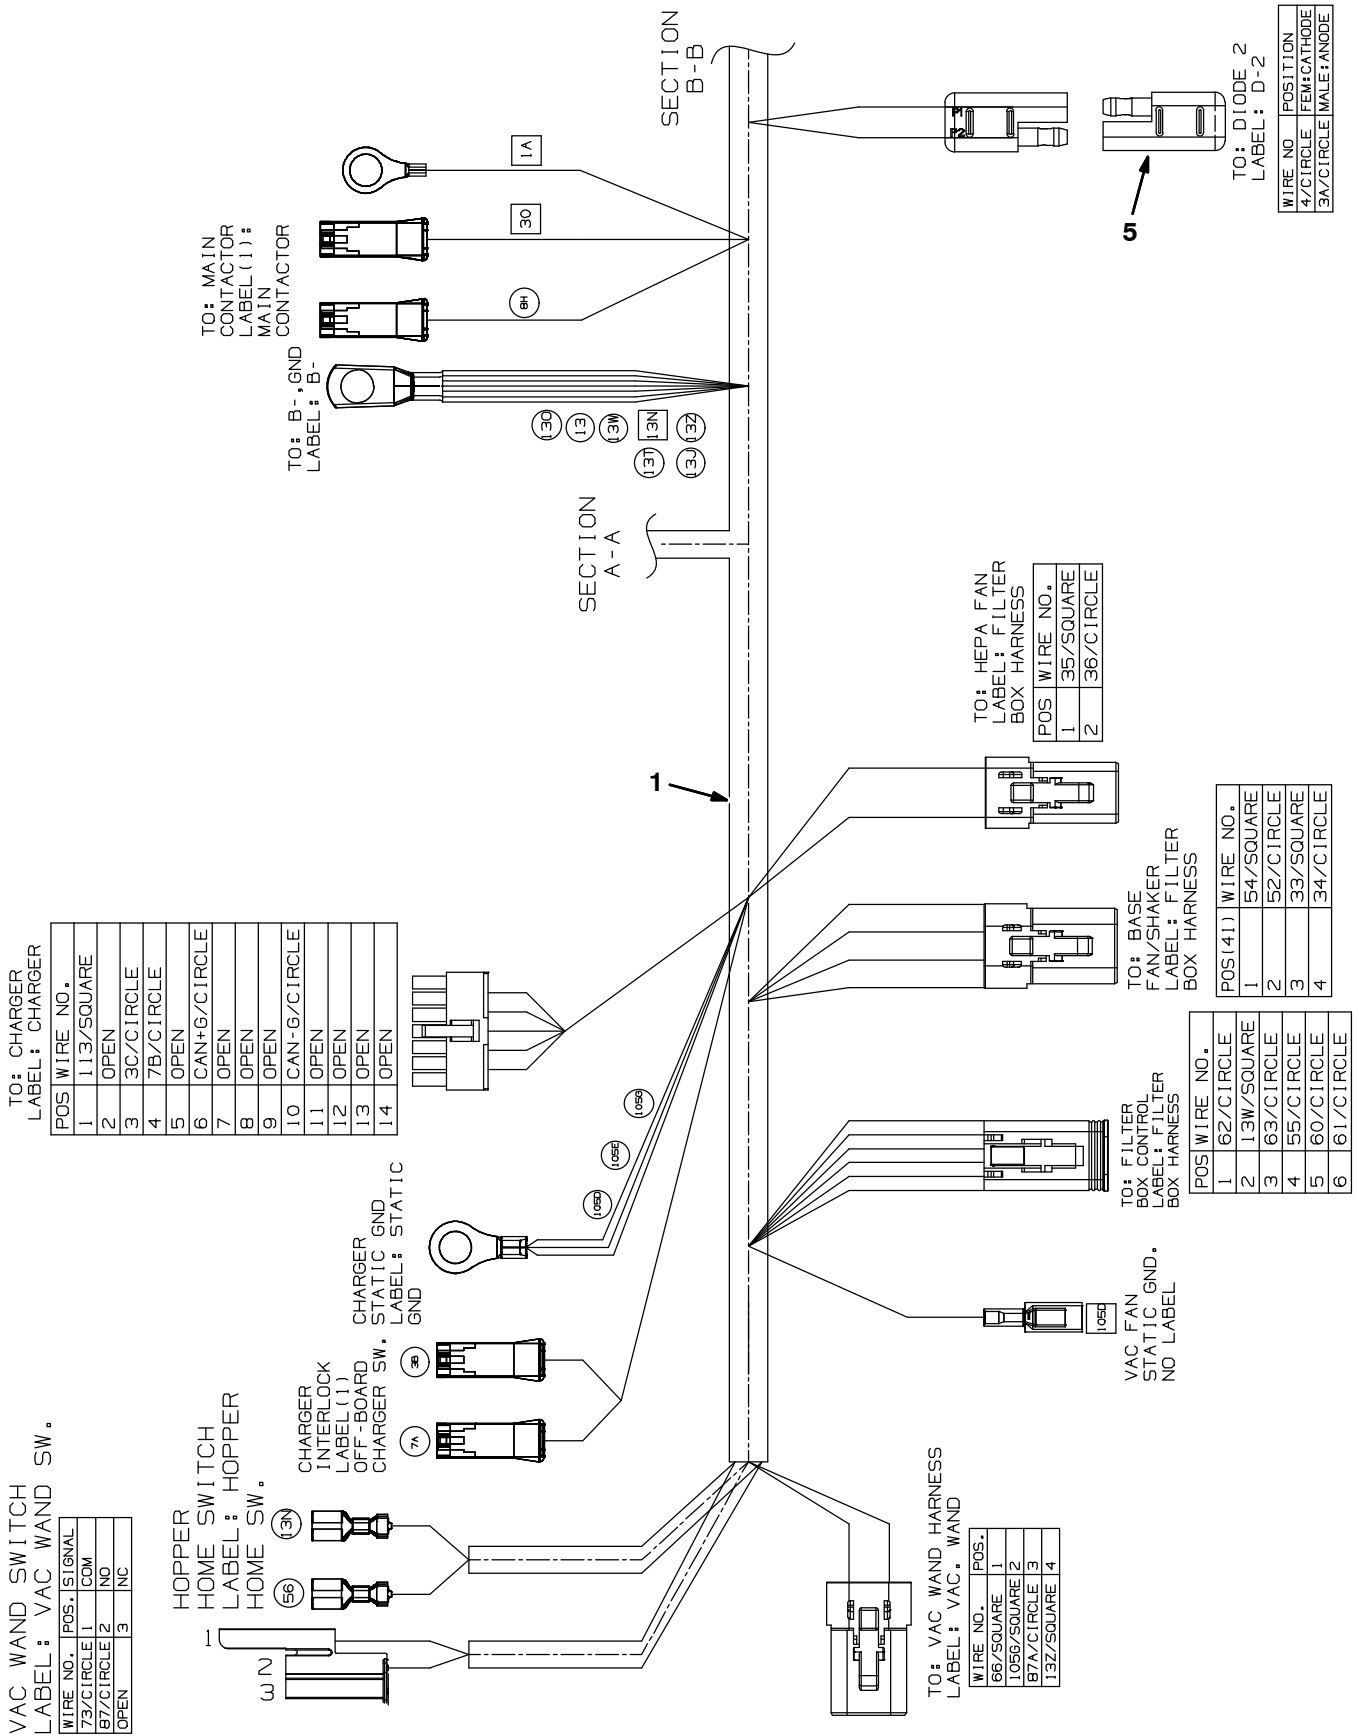 VAC WAND SWITCH
LABEL: VAC WAND SW.
WIRE NO. POS. SIGNAL
73/CIRCLE 1 COM
87/CIRCLE 2 NO
OPEN 3 NC
1
2
3
HOPPER
HOME SWITCH
LABEL: HOPPER
HOME SW.
56
13N
CHARGER
INTERLOCK
LABEL(1)
OFF-BOARD
CHARGER SW.
7A
3B
CHARGER
STATIC GND
LABEL: STATIC
GND
105D
105E
105G
TO: CHARGER
LABEL: CHARGER
POS WIRE NO.
1 113/SQUARE
2 OPEN
3 3C/CIRCLE
4 7B/CIRCLE
5 OPEN
6 CAN+G/CIRCLE
7 OPEN
8 OPEN
9 OPEN
10 CAN-G/CIRCLE
11 OPEN
12 OPEN
13 OPEN
14 OPEN
1
SECTION
A-A
TO: B-,GND
LABEL: B-
13O
13
13W
13T
13N
13J
13Z
TO: MAIN
CONTACTOR
LABEL(1):
MAIN
CONTACTOR
8H
30
1A
SECTION
B-B
TO: VAC WAND HARNESS
LABEL: VAC. WAND
WIRE NO. POS.
66/SQUARE 1
105G/SQUARE 2
87A/CIRCLE 3
13Z/SQUARE 4
VAC FAN
STATIC GND.
NO LABEL
105D
TO: FILTER
BOX CONTROL
LABEL: FILTER
BOX HARNESS
POS WIRE NO.
1 62/CIRCLE
2 13W/SQUARE
3 63/CIRCLE
4 55/CIRCLE
5 60/CIRCLE
6 61/CIRCLE
TO: BASE
FAN/SHAKER
LABEL: FILTER
BOX HARNESS
POS(41) WIRE NO.
1 54/SQUARE
2 52/CIRCLE
3 33/SQUARE
4 34/CIRCLE
TO: HEPA FAN
LABEL: FILTER
BOX HARNESS
POS WIRE NO.
1 35/SQUARE
2 36/CIRCLE
P2 P1
5
TO: DIODE 2
LABEL: D-2
WIRE NO POSITION
4/CIRCLE FEM:CATHODE
3A/CIRCLE MALE:ANODE